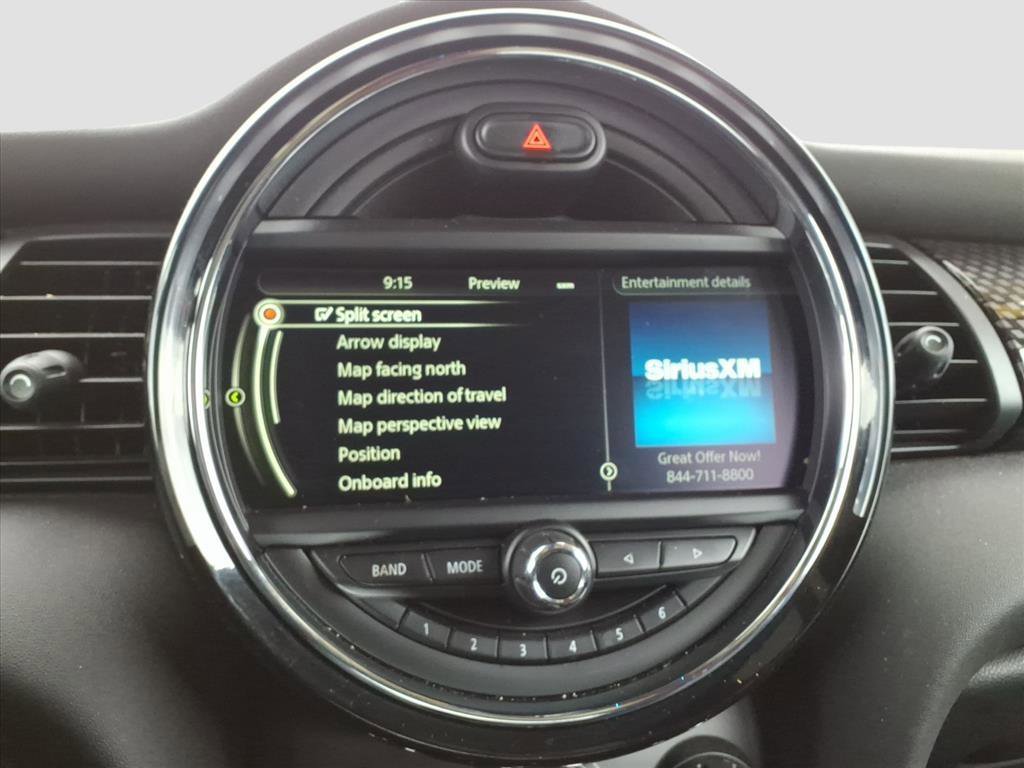 9:15 Preview Entertainment details
Split screen
Arrow display
Map facing north
Map direction of travel
Map perspective view
Position
Onboard info
SiriusXM
Great Offer Now!
844-711-8800
BAND MODE
1 2 3 4 5 6